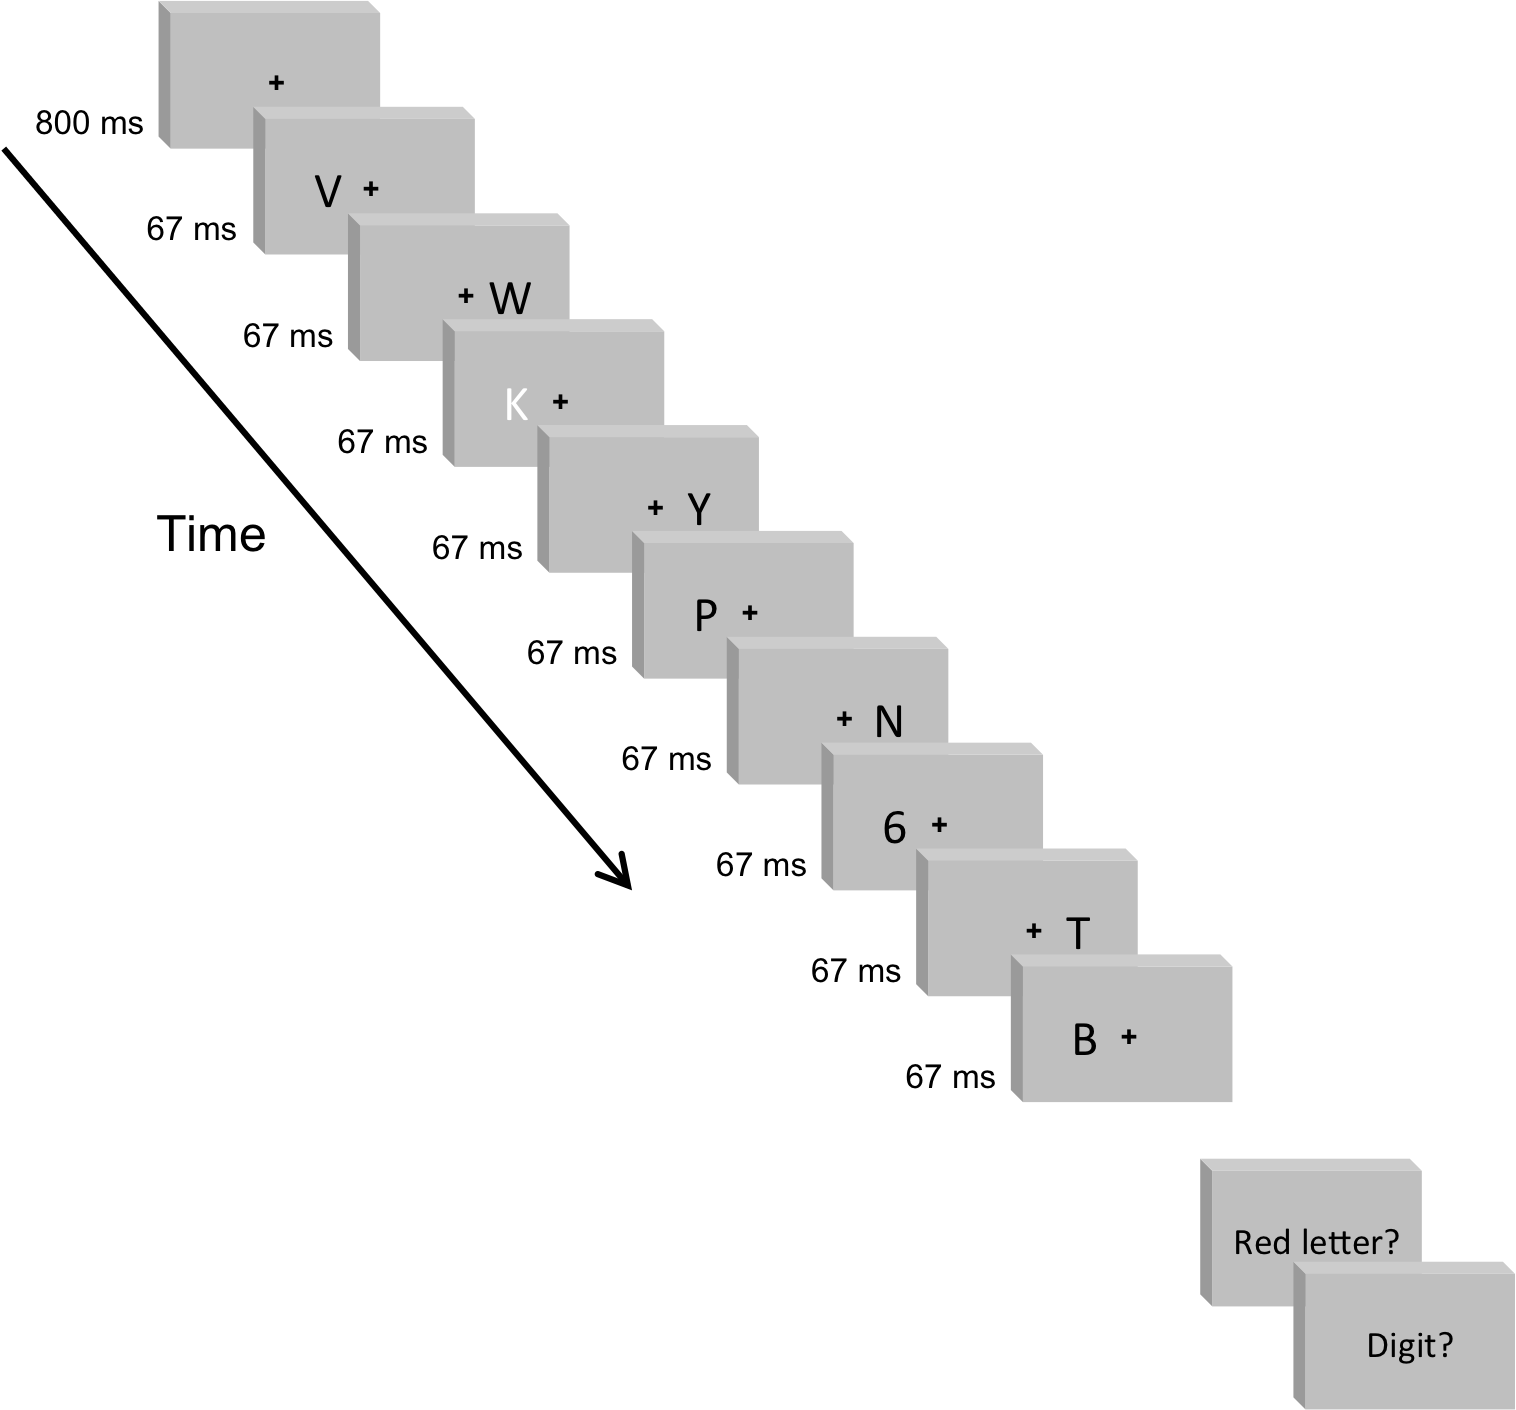 +
800 ms
V +
67 ms
+ W
67 ms
K +
67 ms
+ Y
67 ms
Time
P +
67 ms
+ N
67 ms
6 +
67 ms
+ T
67 ms
B +
67 ms
Red letter?
Digit?